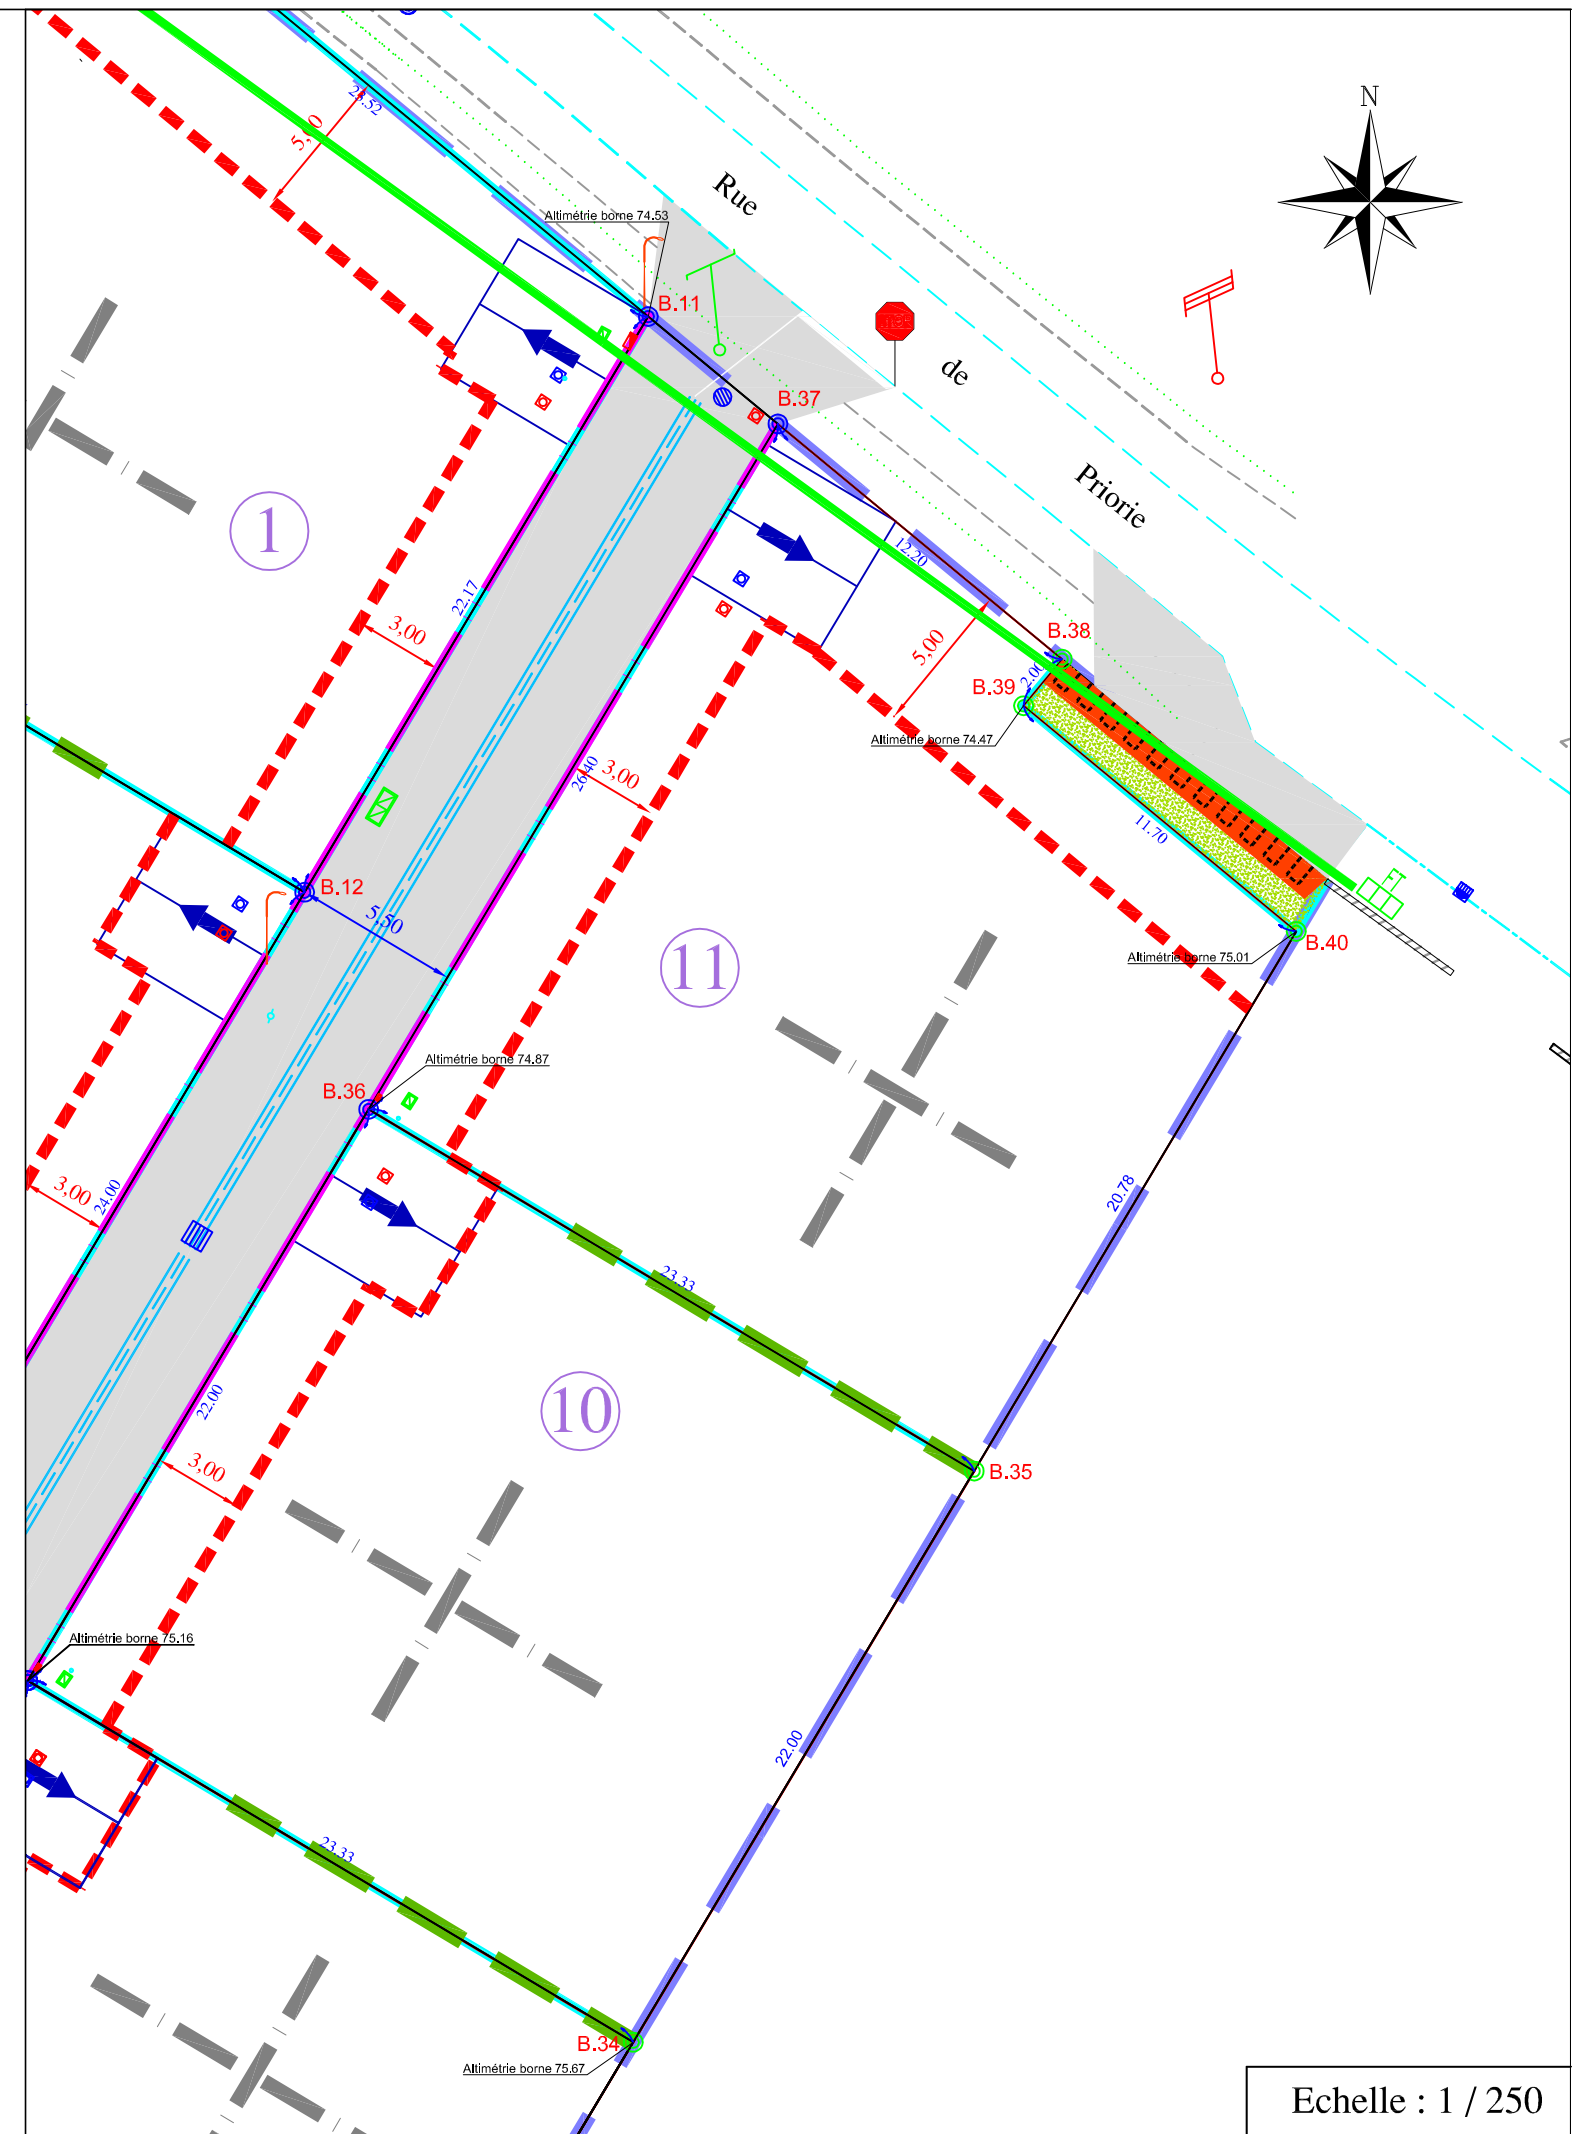 N
23.52
5,00
Rue
Altimétrie borne 74.53
B.11
de
B.37
Priorie
1
22.17
3,00
12.20
5,00
B.38
2.00
B.39
Altimétrie borne 74.47
26.40
3,00
11.70
B.12
5.50
11
B.40
Altimétrie borne 75.01
Altimétrie borne 74.87
B.36
3,00
24.00
20.78
23.33
22.00
10
3,00
B.35
Altimétrie borne 75.16
22.00
23.33
B.34
Altimétrie borne 75.67
Echelle : 1 / 250